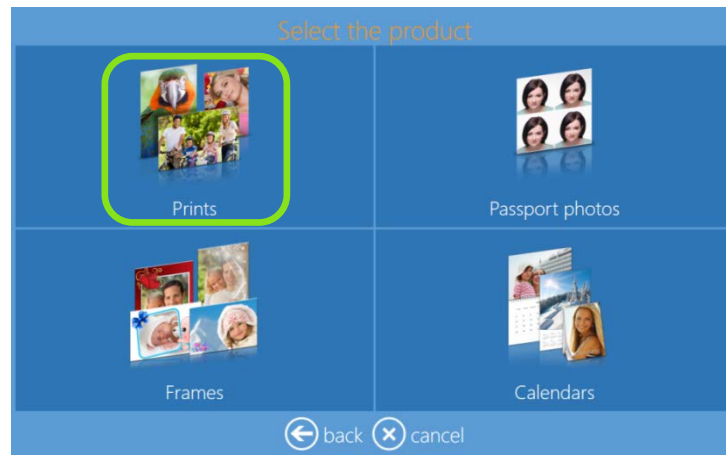 Select the product
Prints
Passport photos
Frames
Calendars
back
cancel